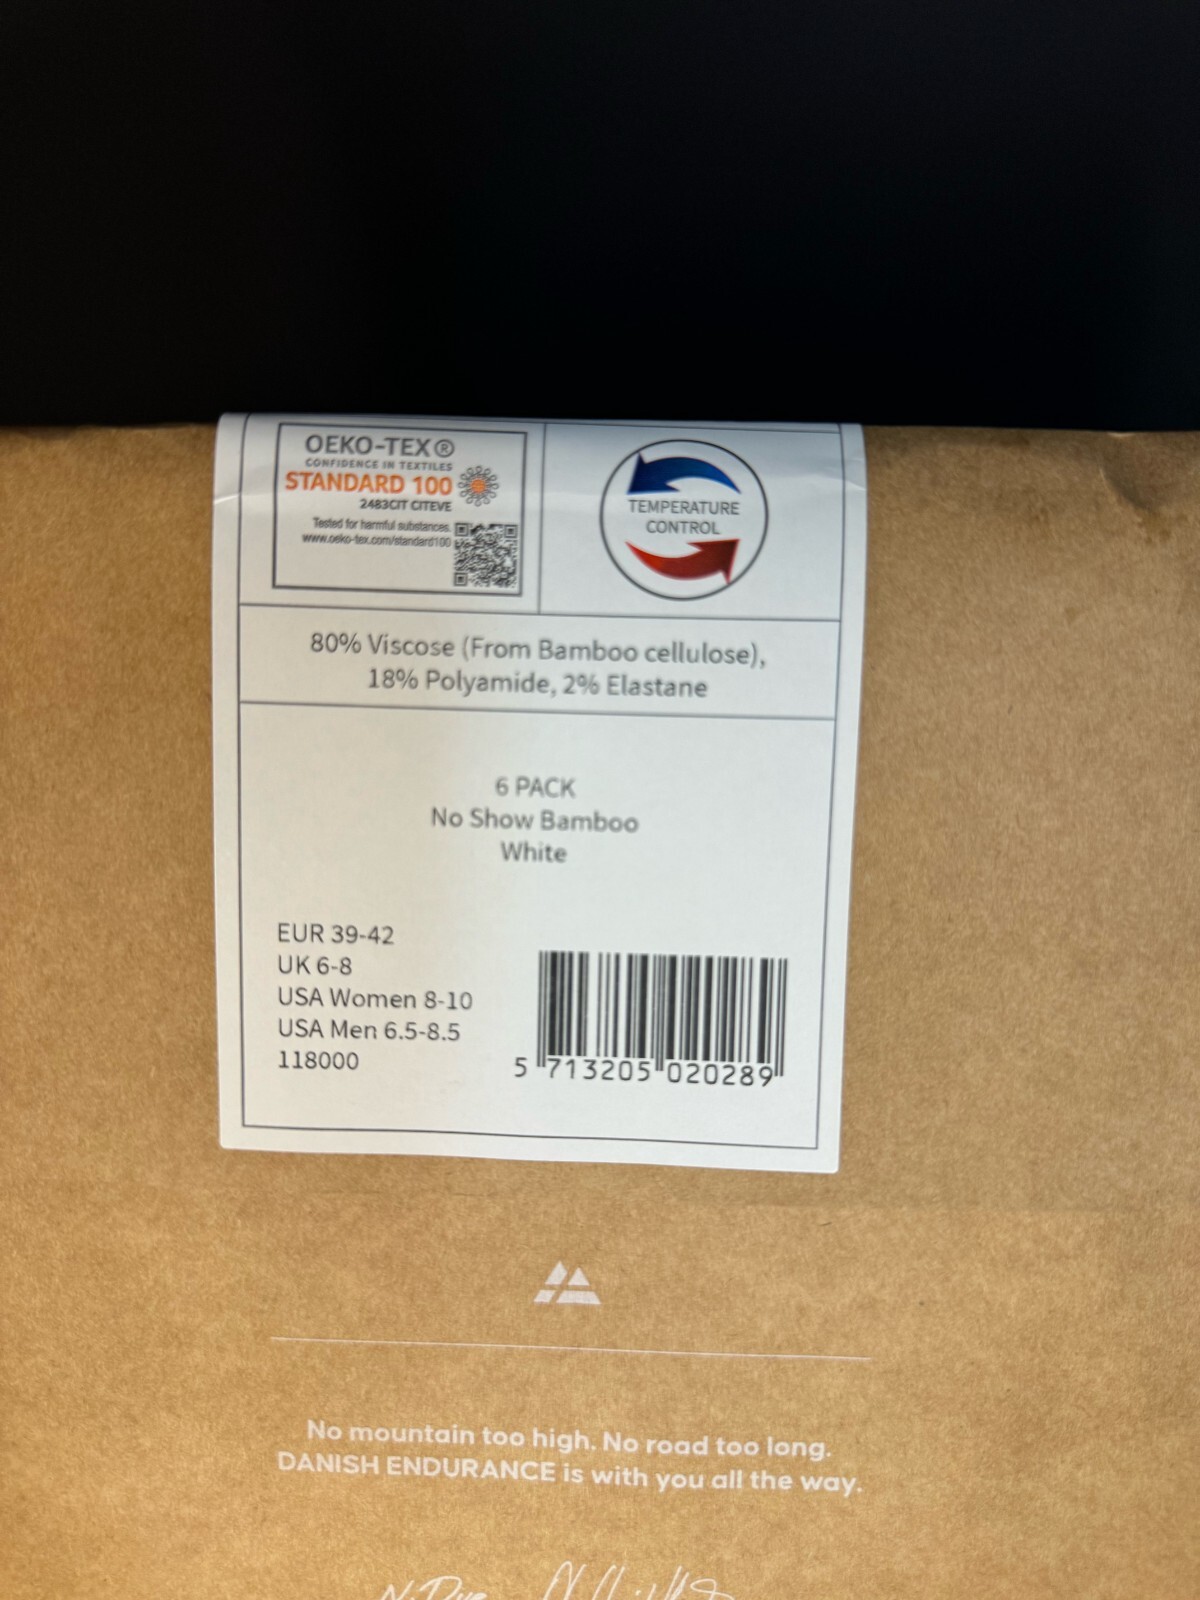 OEKO-TEX®
CONFIDENCE IN TEXTILES
STANDARD 100
2483CIT CITEVE
Tested for harmful substances.
www.oeko-tex.com/standard100
TEMPERATURE
CONTROL
80% Viscose (From Bamboo cellulose),
18% Polyamide, 2% Elastane
6 PACK
No Show Bamboo
White
EUR 39-42
UK 6-8
USA Women 8-10
USA Men 6.5-8.5
118000
5 713205 020289
No mountain too high. No road too long.
DANISH ENDURANCE is with you all the way.